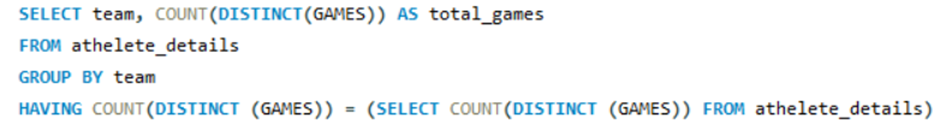 SELECT team, COUNT(DISTINCT(GAMES)) AS total_games
FROM athelete_details
GROUP BY team
HAVING COUNT(DISTINCT (GAMES)) = (SELECT COUNT(DISTINCT (GAMES)) FROM athelete_details)